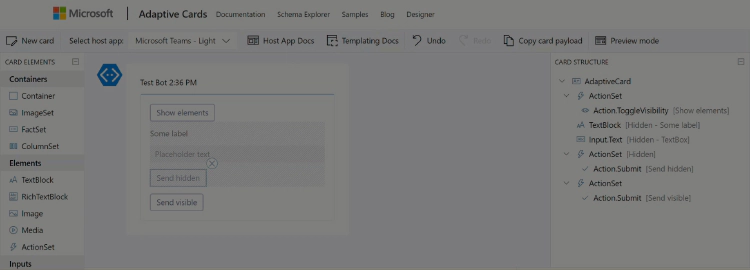 Microsoft Adaptive Cards Documentation Schema Explorer Samples Blog Designer
New card Select host app: Microsoft Teams - Light Host App Docs Templating Docs Undo Redo Copy card payload Preview mode
CARD ELEMENTS
Containers
Container
ImageSet
FactSet
ColumnSet
Elements
TextBlock
RichTextBlock
Image
Media
ActionSet
Inputs
Test Bot 2:36 PM
Show elements
Some label
Placeholder text
Send hidden
Send visible
CARD STRUCTURE
AdaptiveCard
ActionSet
Action.ToggleVisibility [Show elements]
TextBlock [Hidden - Some label]
Input.Text [Hidden - TextBox]
ActionSet [Hidden]
Action.Submit [Send hidden]
ActionSet
Action.Submit [Send visible]